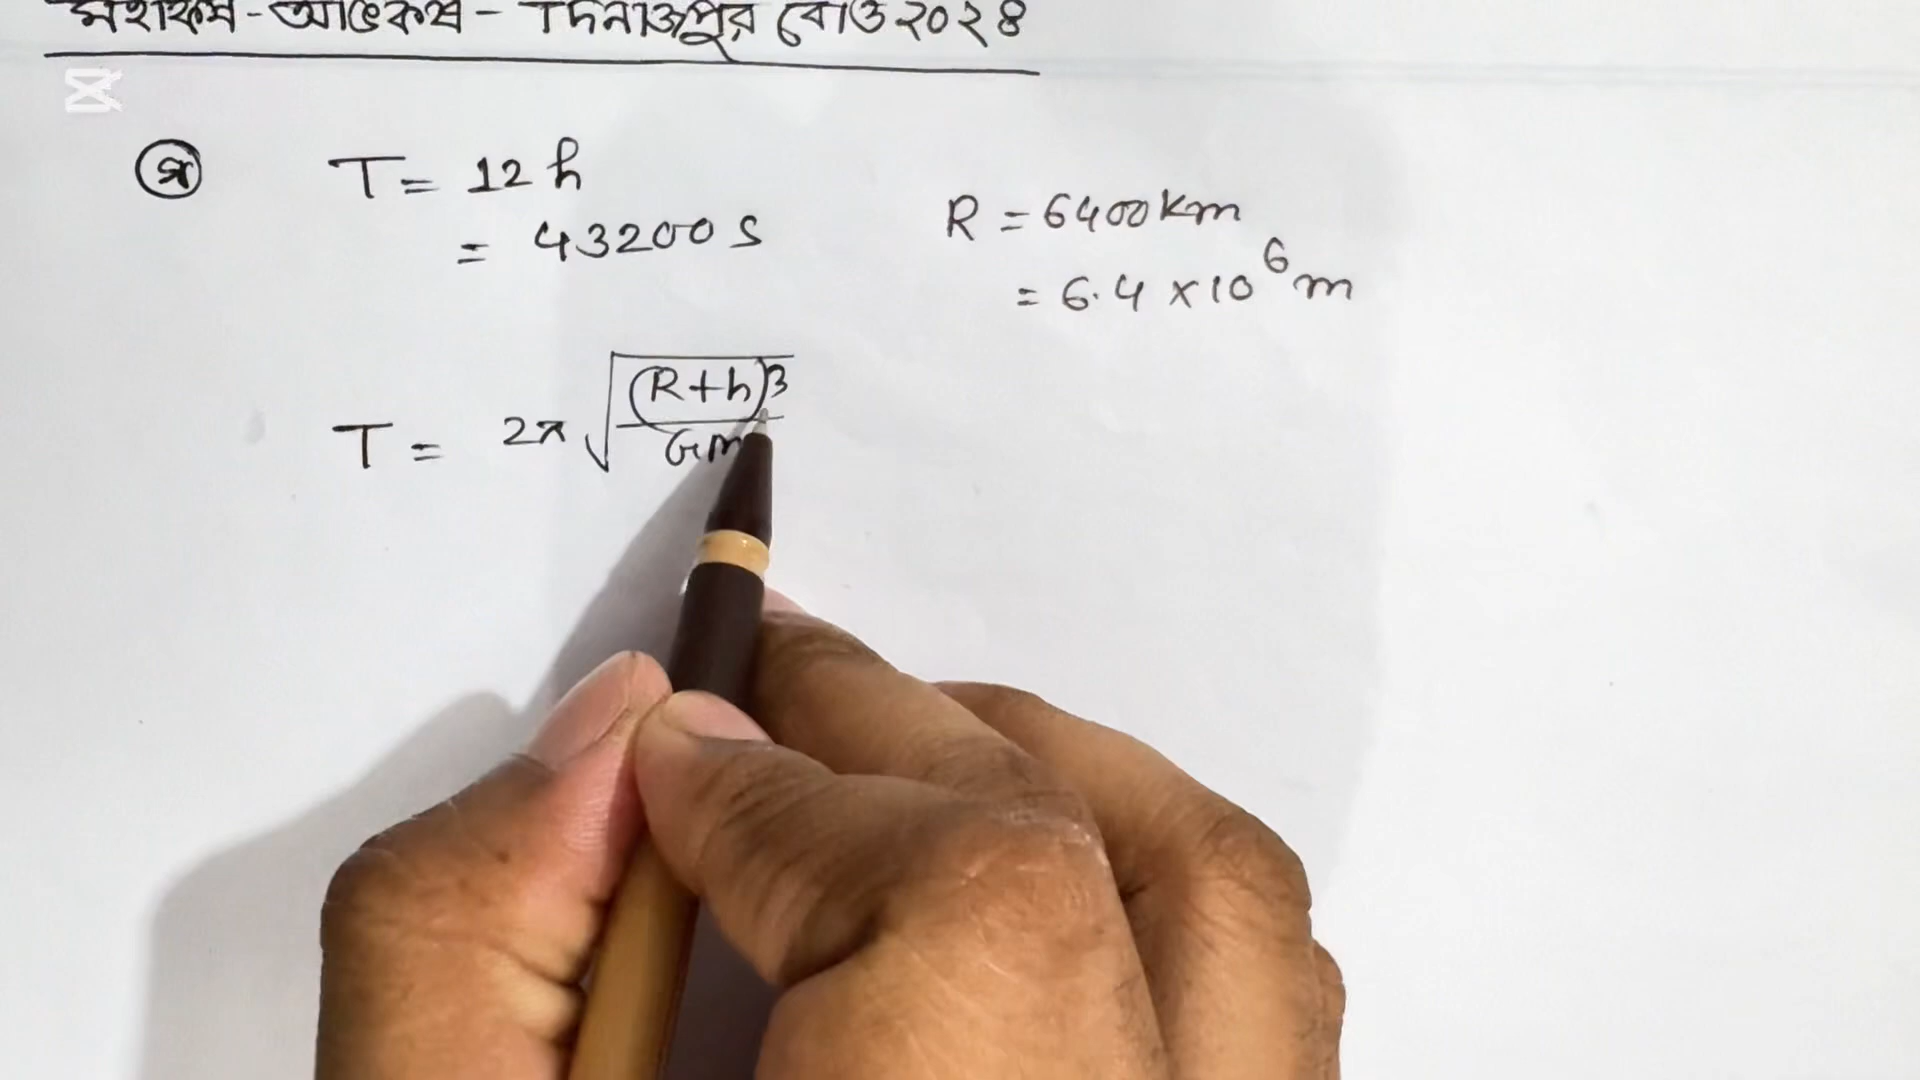 মহাকর্ষ - অভিকর্ষ - দিনাজপুর বোর্ড ২০২৪
গ
T = 12 h
= 43200 S
R = 6400 km
= 6.4 × 10⁶ m
T = 2π √((R+h)³ / Gm